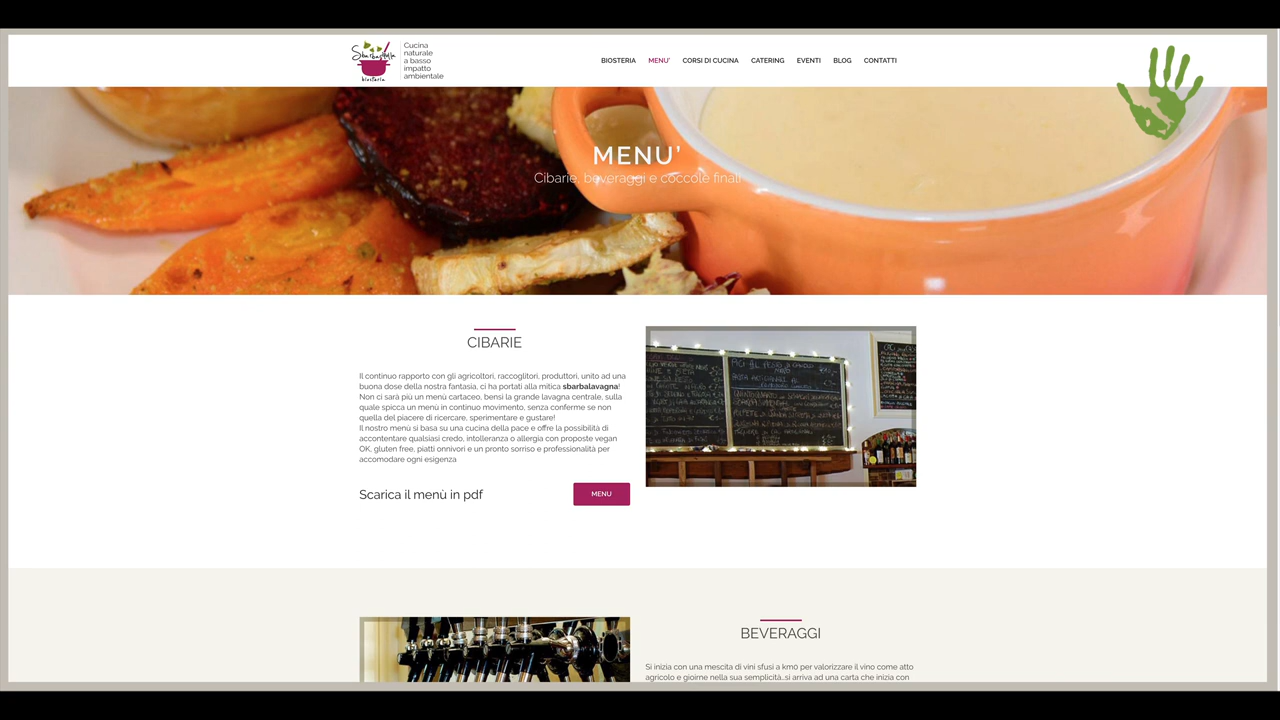 Sbarbastella
biosteria
Cucina
naturale
a basso
impatto
ambientale
BIOSTERIA MENU' CORSI DI CUCINA CATERING EVENTI BLOG CONTATTI
MENU'
Cibarie, beveraggi e coccole finali
CIBARIE
Il continuo rapporto con gli agricoltori, raccoglitori, produttori, unito ad una
buona dose della nostra fantasia, ci ha portati alla mitica sbarbalavagna!
Non ci sarà più un menù cartaceo, bensì la grande lavagna centrale, sulla
quale spicca un menù in continuo movimento, senza conferme se non
quella del piacere di ricercare, sperimentare e gustare!
Il nostro menù si basa su una cucina della pace e offre la possibilità di
accontentare qualsiasi credo, intolleranza o allergia con proposte vegan
OK, gluten free, piatti onnivori e un pronto sorriso e professionalità per
accomodare ogni esigenza
Scarica il menù in pdf
MENU
BEVERAGGI
Si inizia con una mescita di vini sfusi a km0 per valorizzare il vino come atto
agricolo e gioirne nella sua semplicità…si arriva ad una carta che inizia con